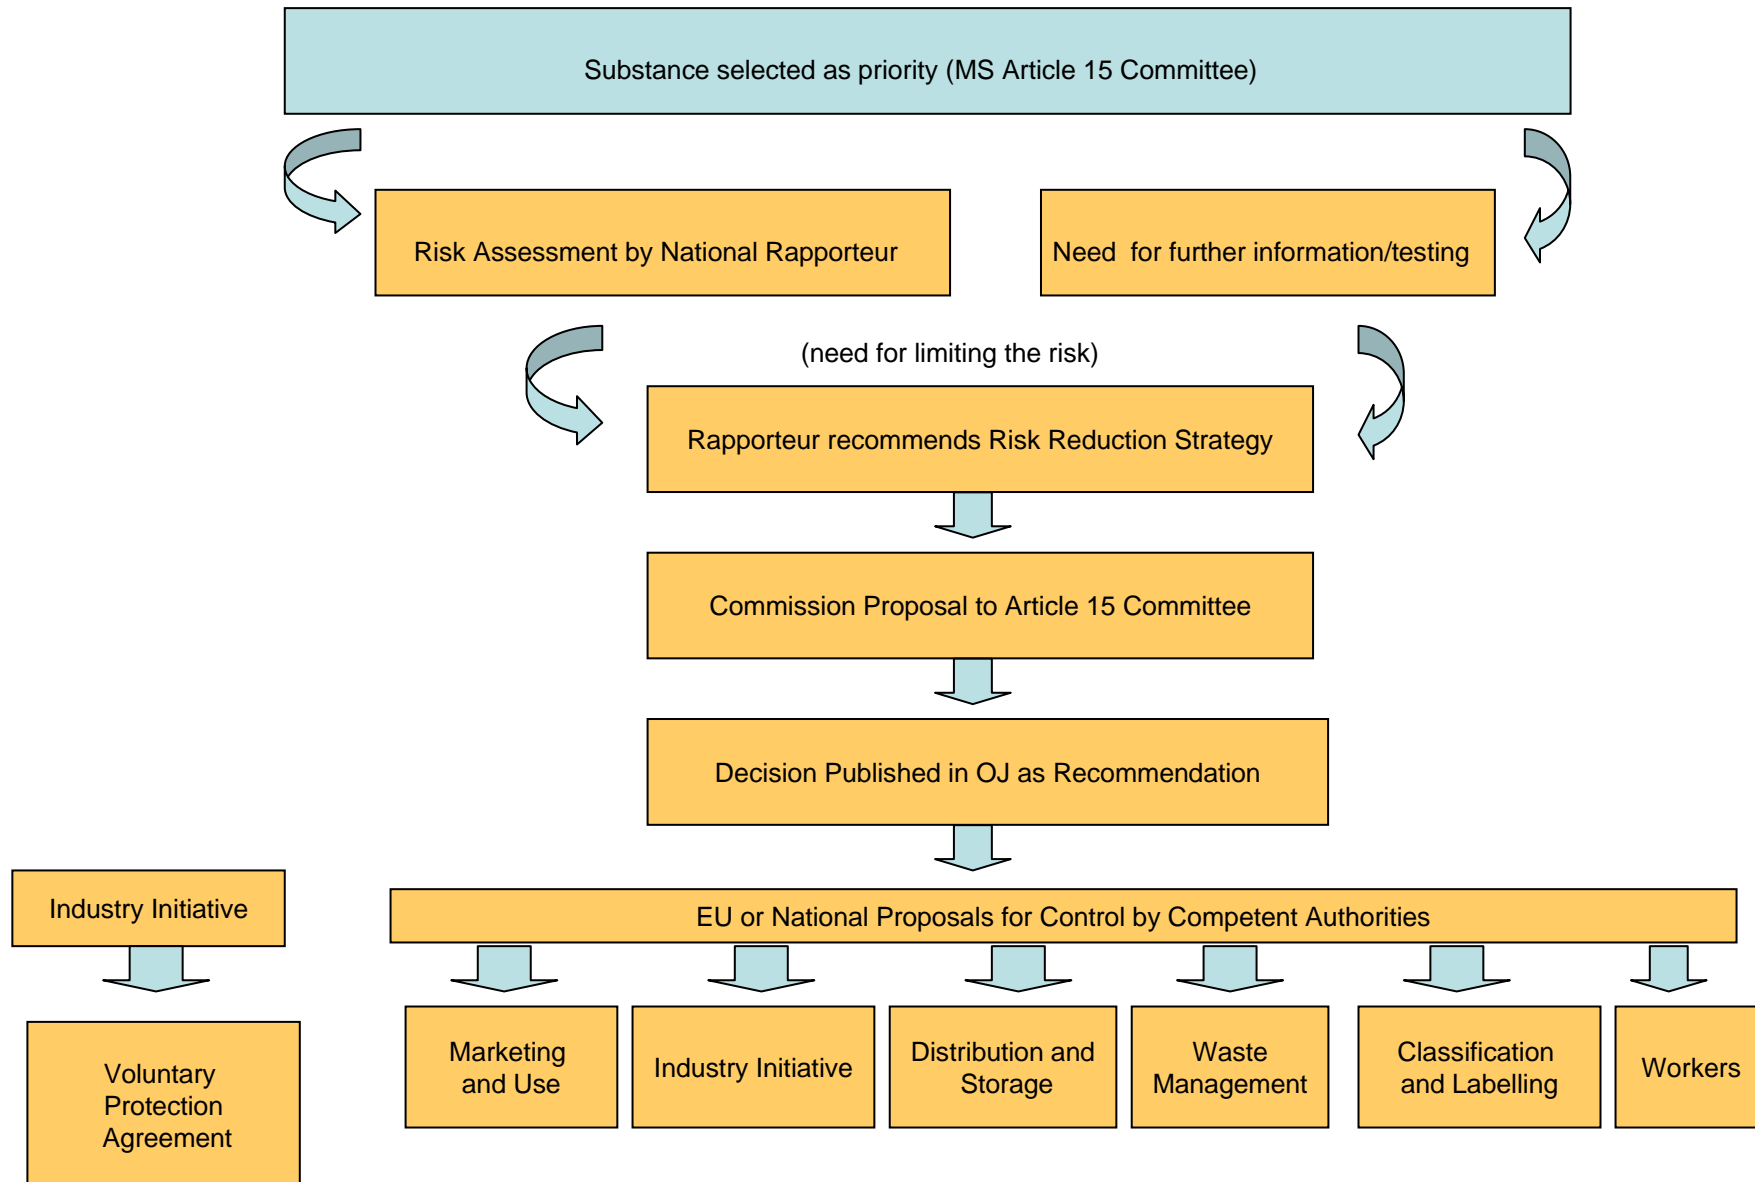 Substance selected as priority (MS Article 15 Committee)
Risk Assessment by National Rapporteur
Need for further information/testing
(need for limiting the risk)
Rapporteur recommends Risk Reduction Strategy
Commission Proposal to Article 15 Committee
Decision Published in OJ as Recommendation
Industry Initiative
EU or National Proposals for Control by Competent Authorities
Voluntary
Protection
Agreement
Marketing
and Use
Industry Initiative
Distribution and
Storage
Waste
Management
Classification
and Labelling
Workers